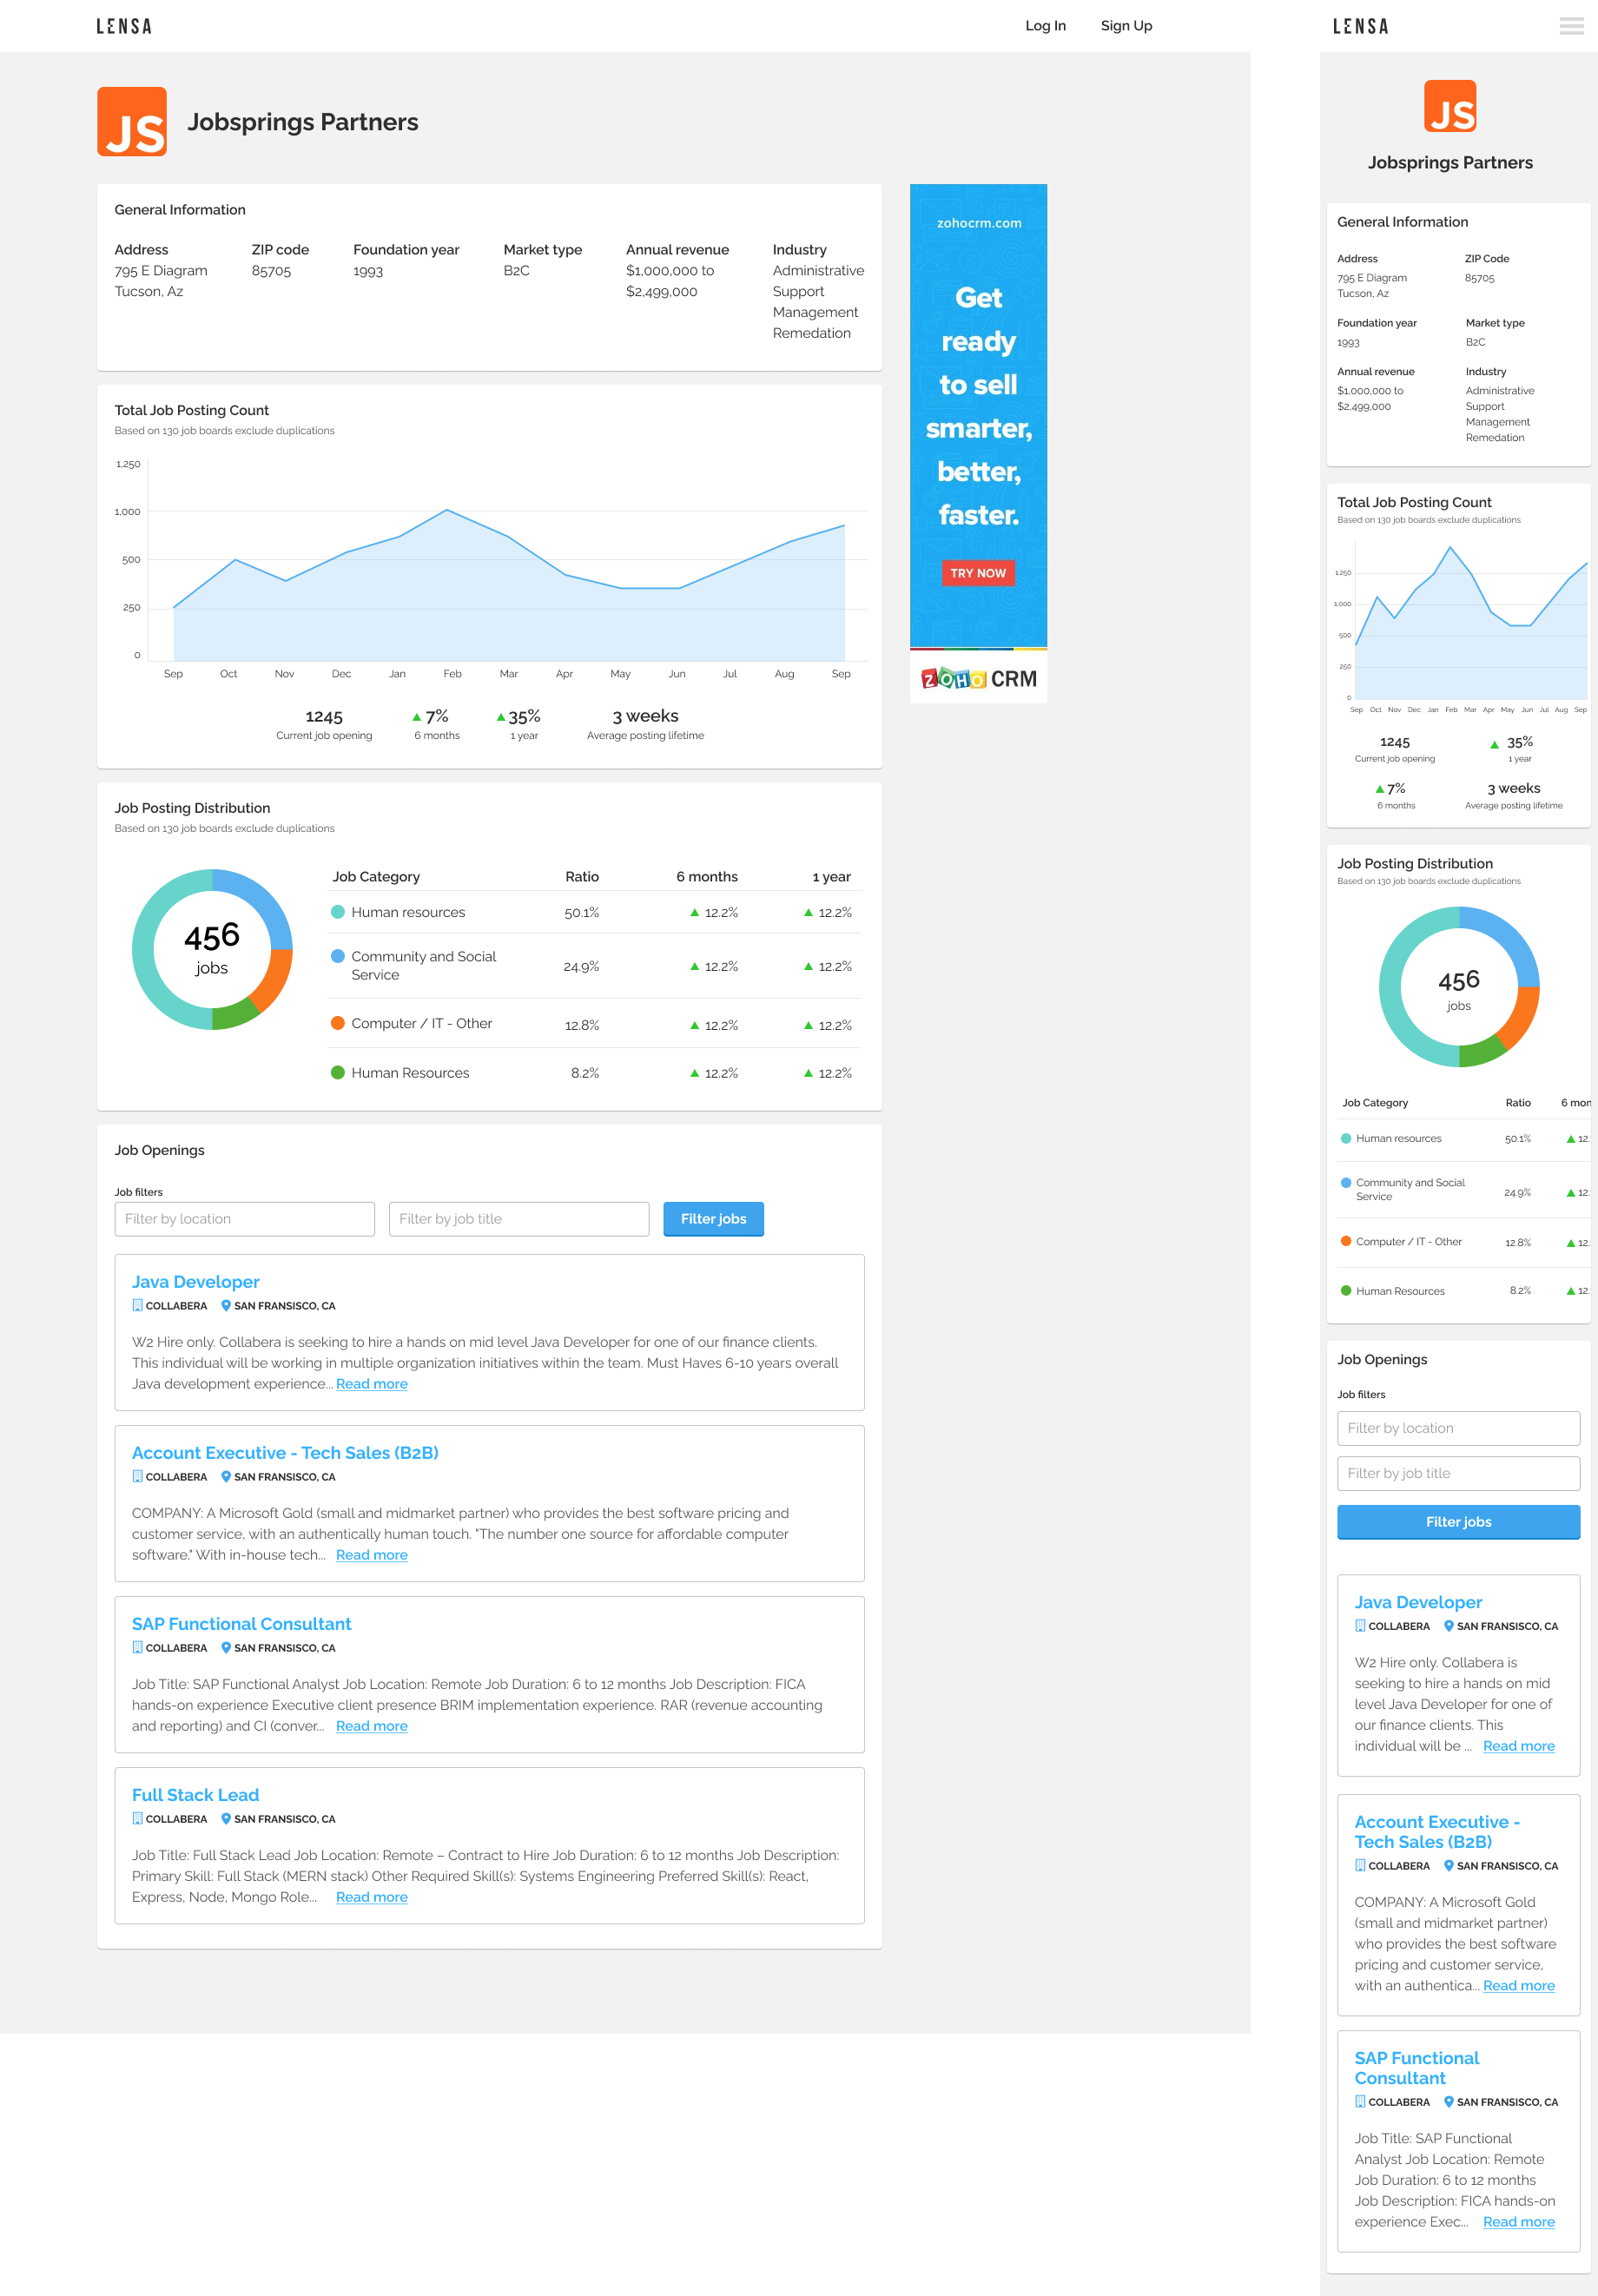 LENSA
Log In
Sign Up
JS
Jobsprings Partners
General Information
Address
795 E Diagram
Tucson, Az
ZIP code
85705
Foundation year
1993
Market type
B2C
Annual revenue
$1,000,000 to
$2,499,000
Industry
Administrative
Support
Management
Remedation
Total Job Posting Count
Based on 130 job boards exclude duplications
1,250
1,000
500
250
0
Sep Oct Nov Dec Jan Feb Mar Apr May Jun Jul Aug Sep
1245
Current job opening
7%
6 months
35%
1 year
3 weeks
Average posting lifetime
Job Posting Distribution
Based on 130 job boards exclude duplications
456
jobs
Job Category Ratio 6 months 1 year
Human resources 50.1% 12.2% 12.2%
Community and Social
Service
24.9% 12.2% 12.2%
Computer / IT - Other 12.8% 12.2% 12.2%
Human Resources 8.2% 12.2% 12.2%
Job Openings
Job filters
Filter by location
Filter by job title
Filter jobs
Java Developer
COLLABERA SAN FRANSISCO, CA
W2 Hire only. Collabera is seeking to hire a hands on mid level Java Developer for one of our finance clients.
This individual will be working in multiple organization initiatives within the team. Must Haves 6-10 years overall
Java development experience... Read more
Account Executive - Tech Sales (B2B)
COLLABERA SAN FRANSISCO, CA
COMPANY: A Microsoft Gold (small and midmarket partner) who provides the best software pricing and
customer service, with an authentically human touch. "The number one source for affordable computer
software." With in-house tech... Read more
SAP Functional Consultant
COLLABERA SAN FRANSISCO, CA
Job Title: SAP Functional Analyst Job Location: Remote Job Duration: 6 to 12 months Job Description: FICA
hands-on experience Executive client presence BRIM implementation experience. RAR (revenue accounting
and reporting) and CI (conver... Read more
Full Stack Lead
COLLABERA SAN FRANSISCO, CA
Job Title: Full Stack Lead Job Location: Remote – Contract to Hire Job Duration: 6 to 12 months Job Description:
Primary Skill: Full Stack (MERN stack) Other Required Skill(s): Systems Engineering Preferred Skill(s): React,
Express, Node, Mongo Role... Read more
zohocrm.com
Get
ready
to sell
smarter,
better,
faster.
TRY NOW
ZOHO CRM
LENSA
JS
Jobsprings Partners
General Information
Address
795 E Diagram
Tucson, Az
ZIP Code
85705
Foundation year
1993
Market type
B2C
Annual revenue
$1,000,000 to
$2,499,000
Industry
Administrative
Support
Management
Remedation
Total Job Posting Count
Based on 130 job boards exclude duplications
1,250
1,000
500
250
0
Sep Oct Nov Dec Jan Feb Mar Apr May Jun Jul Aug Sep
1245
Current job opening
35%
1 year
7%
6 months
3 weeks
Average posting lifetime
Job Posting Distribution
Based on 130 job boards exclude duplications
456
jobs
Job Category Ratio 6 mon
Human resources 50.1% 12.
Community and Social
Service
24.9% 12.
Computer / IT - Other 12.8% 12.
Human Resources 8.2% 12.
Job Openings
Job filters
Filter by location
Filter by job title
Filter jobs
Java Developer
COLLABERA SAN FRANSISCO, CA
W2 Hire only. Collabera is
seeking to hire a hands on mid
level Java Developer for one of
our finance clients. This
individual will be ... Read more
Account Executive -
Tech Sales (B2B)
COLLABERA SAN FRANSISCO, CA
COMPANY: A Microsoft Gold
(small and midmarket partner)
who provides the best software
pricing and customer service,
with an authentica... Read more
SAP Functional
Consultant
COLLABERA SAN FRANSISCO, CA
Job Title: SAP Functional
Analyst Job Location: Remote
Job Duration: 6 to 12 months
Job Description: FICA hands-on
experience Exec... Read more